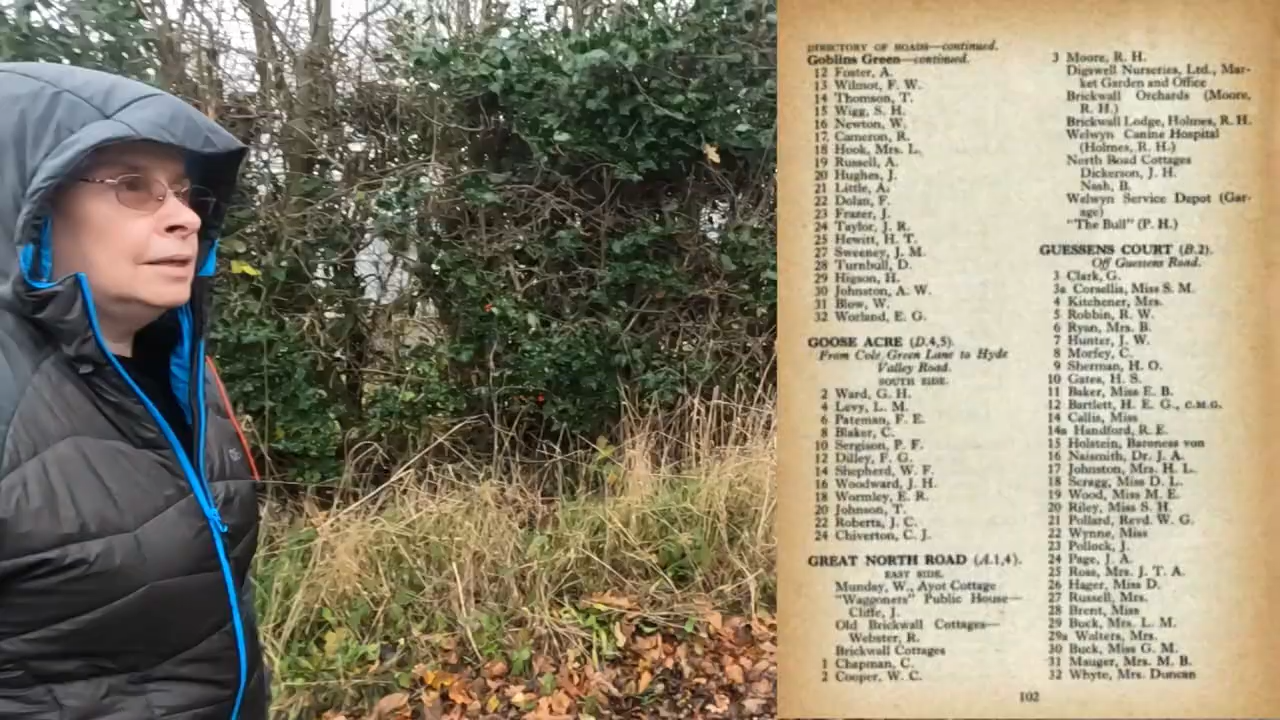 DIRECTORY OF ROADS—continued.
Goblins Green—continued.
12 Foster, A.
13 Wilmot, F. W.
14 Thomson, T.
15 Wigg, S. H.
16 Newton, W.
17 Cameron, R.
18 Hook, Mrs. L.
19 Russell, A.
20 Hughes, J.
21 Little, A.
22 Dolan, F.
23 Frazer, J.
24 Taylor, J. R.
25 Hewitt, H. T.
27 Sweeney, J. M.
28 Turnbull, D.
29 Higson, H.
30 Johnston, A. W.
31 Blow, W.
32 Worland, E. G.
GOOSE ACRE (D.4,5).
From Cole Green Lane to Hyde
Valley Road.
SOUTH SIDE.
2 Ward, G. H.
4 Levy, L. M.
6 Pateman, F. E.
8 Blaker, C.
10 Sergison, P. F.
12 Dilley, F. G.
14 Shepherd, W. F.
16 Woodward, J. H.
18 Wormley, E. R.
20 Johnson, T.
22 Roberts, J. C.
24 Chiverton, C. J.
GREAT NORTH ROAD (A.1,4).
EAST SIDE.
Munday, W., Ayot Cottage
"Waggoners" Public House—
Cliffe, J.
Old Brickwall Cottages—
Webster, R.
Brickwall Cottages
1 Chapman, C.
2 Cooper, W. C.
3 Moore, R. H.
Digswell Nurseries, Ltd., Mar-
ket Garden and Office
Brickwall Orchards (Moore,
R. H.)
Brickwall Lodge, Holmes, R. H.
Welwyn Canine Hospital
(Holmes, R. H.)
North Road Cottages
Dickerson, J. H.
Nash, B.
Welwyn Service Depot (Gar-
age)
"The Bull" (P. H.)
GUESSENS COURT (B.2).
Off Guessens Road.
3 Clark, G.
3a Corsellis, Miss S. M.
4 Kitchener, Mrs.
5 Robbin, R. W.
6 Ryan, Mrs. B.
7 Hunter, J. W.
8 Morfey, C.
9 Sherman, H. O.
10 Gates, H. S.
11 Baker, Miss E. B.
12 Bartlett, H. E. G., C.M.G.
14 Callis, Miss
14a Handford, R. E.
15 Holstein, Baroness von
16 Naismith, Dr. J. A.
17 Johnston, Mrs. H. L.
18 Scragg, Miss D. L.
19 Wood, Miss M. E.
20 Riley, Miss S. H.
21 Pollard, Revd. W. G.
22 Wynne, Miss
23 Pollock, J.
24 Page, J. A.
25 Ross, Mrs. J. T. A.
26 Hager, Miss D.
27 Russell, Mrs.
28 Brent, Miss
29 Buck, Mrs. L. M.
29a Walters, Mrs.
30 Buck, Miss G. M.
31 Mauger, Mrs. M. B.
32 Whyte, Mrs. Duncan
102